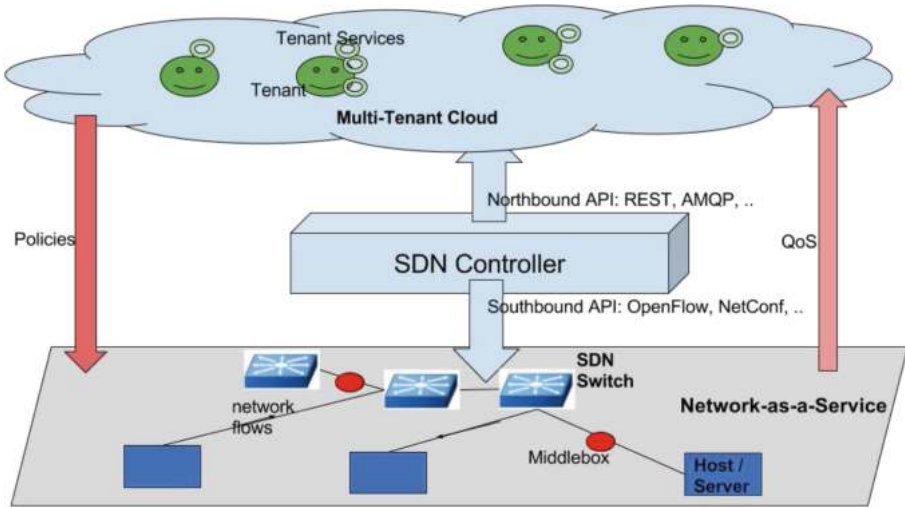 Tenant Services
Tenant
Multi-Tenant Cloud
Northbound API: REST, AMQP, ..
Policies
QoS
SDN Controller
Southbound API: OpenFlow, NetConf, ..
SDN
Switch
network
flows
Network-as-a-Service
Middlebox
Host /
Server